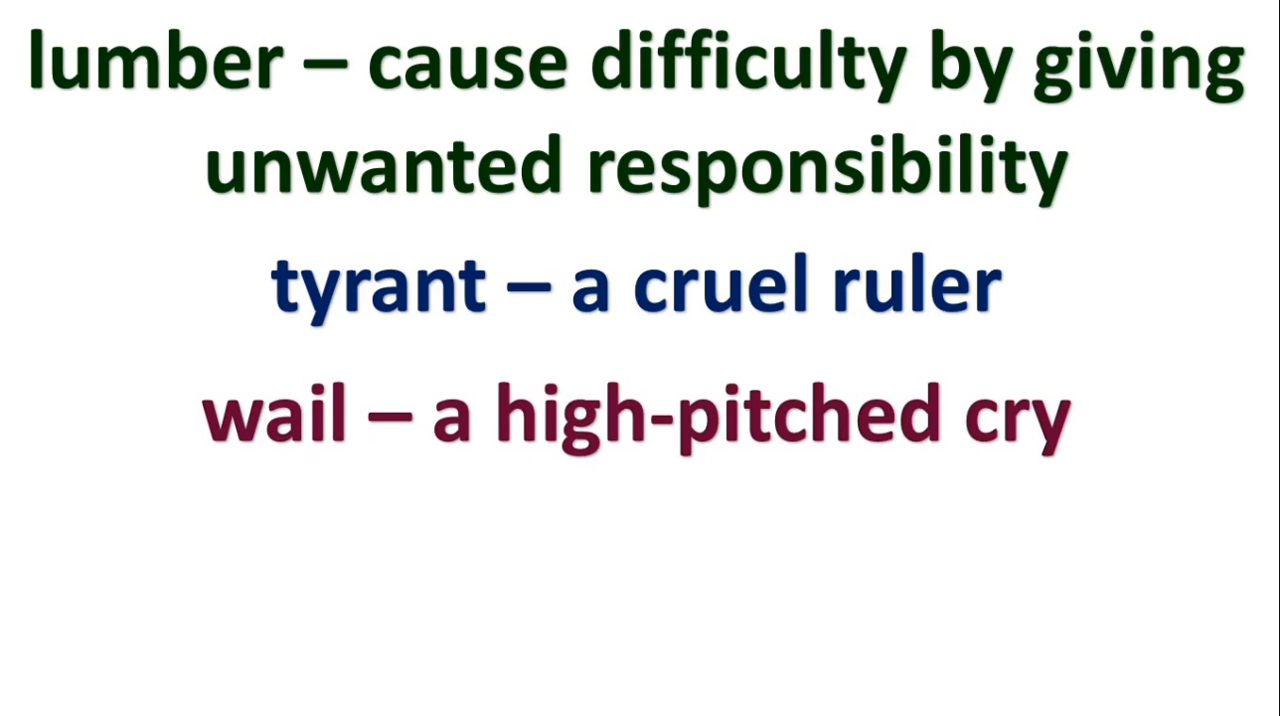 lumber – cause difficulty by giving
unwanted responsibility
tyrant – a cruel ruler
wail – a high-pitched cry